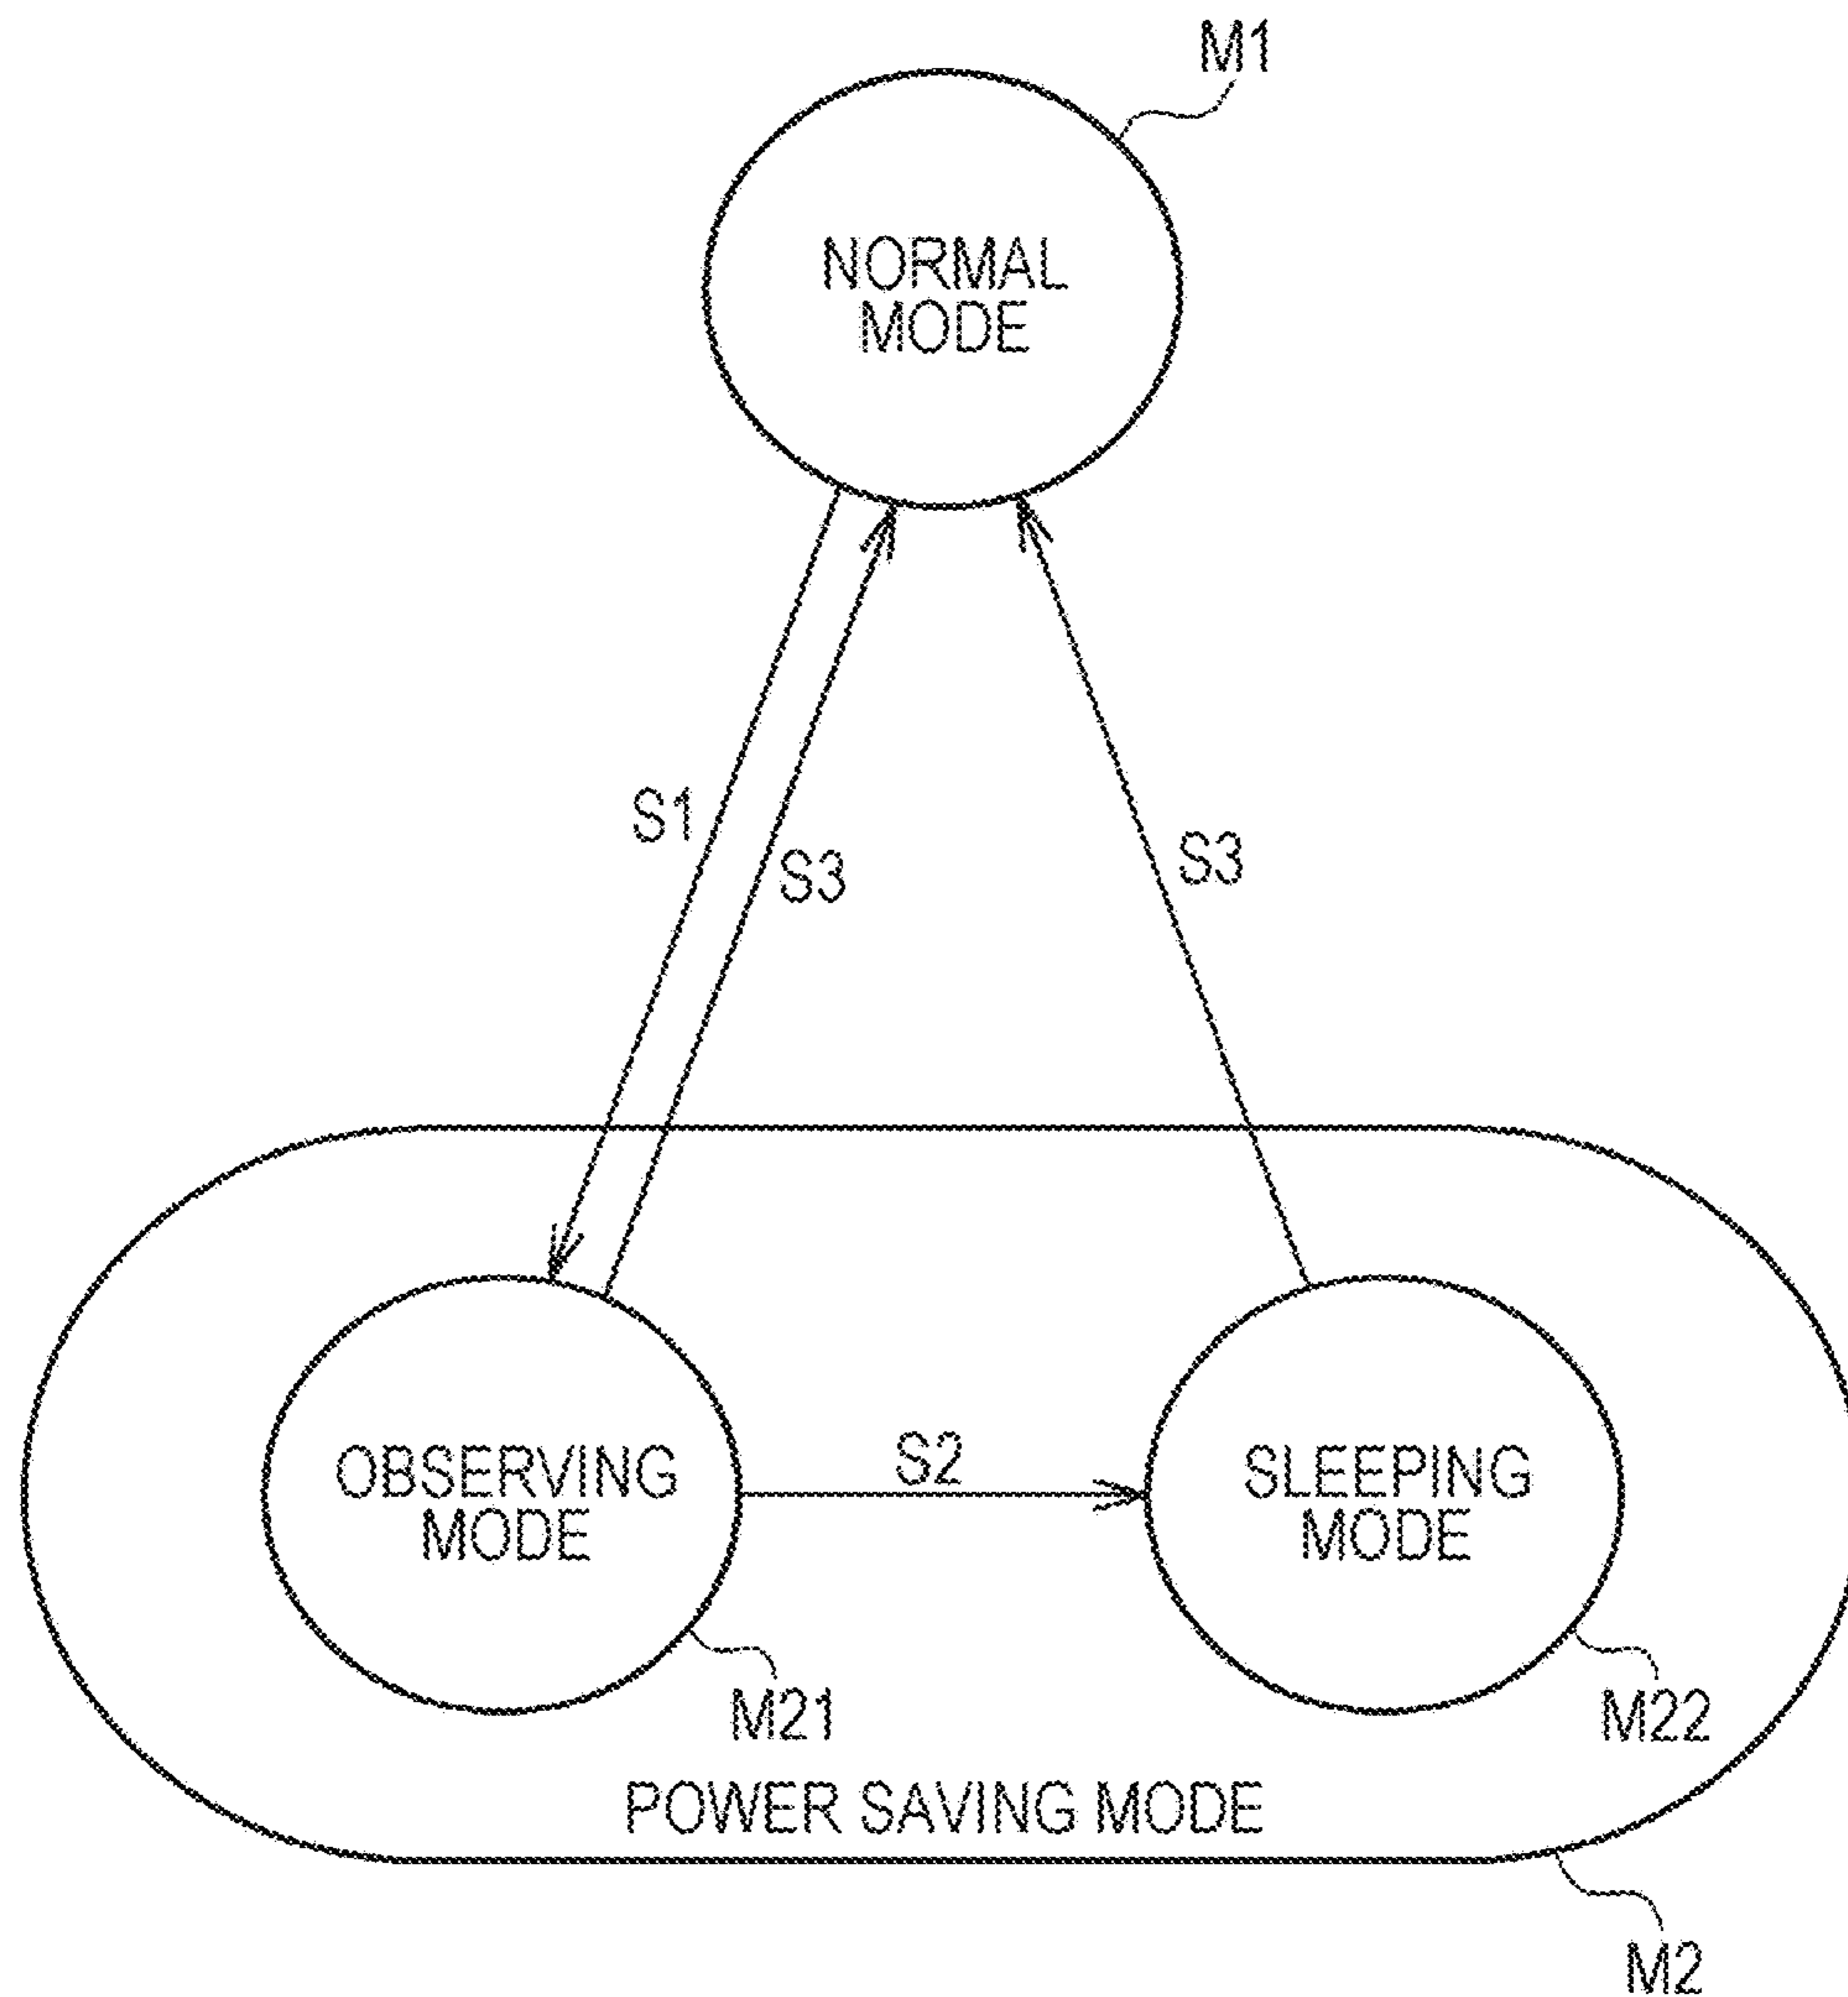 M1
NORMAL
MODE
S1
S3
S3
OBSERVING
MODE
S2
SLEEPING
MODE
M21
M22
POWER SAVING MODE
M2